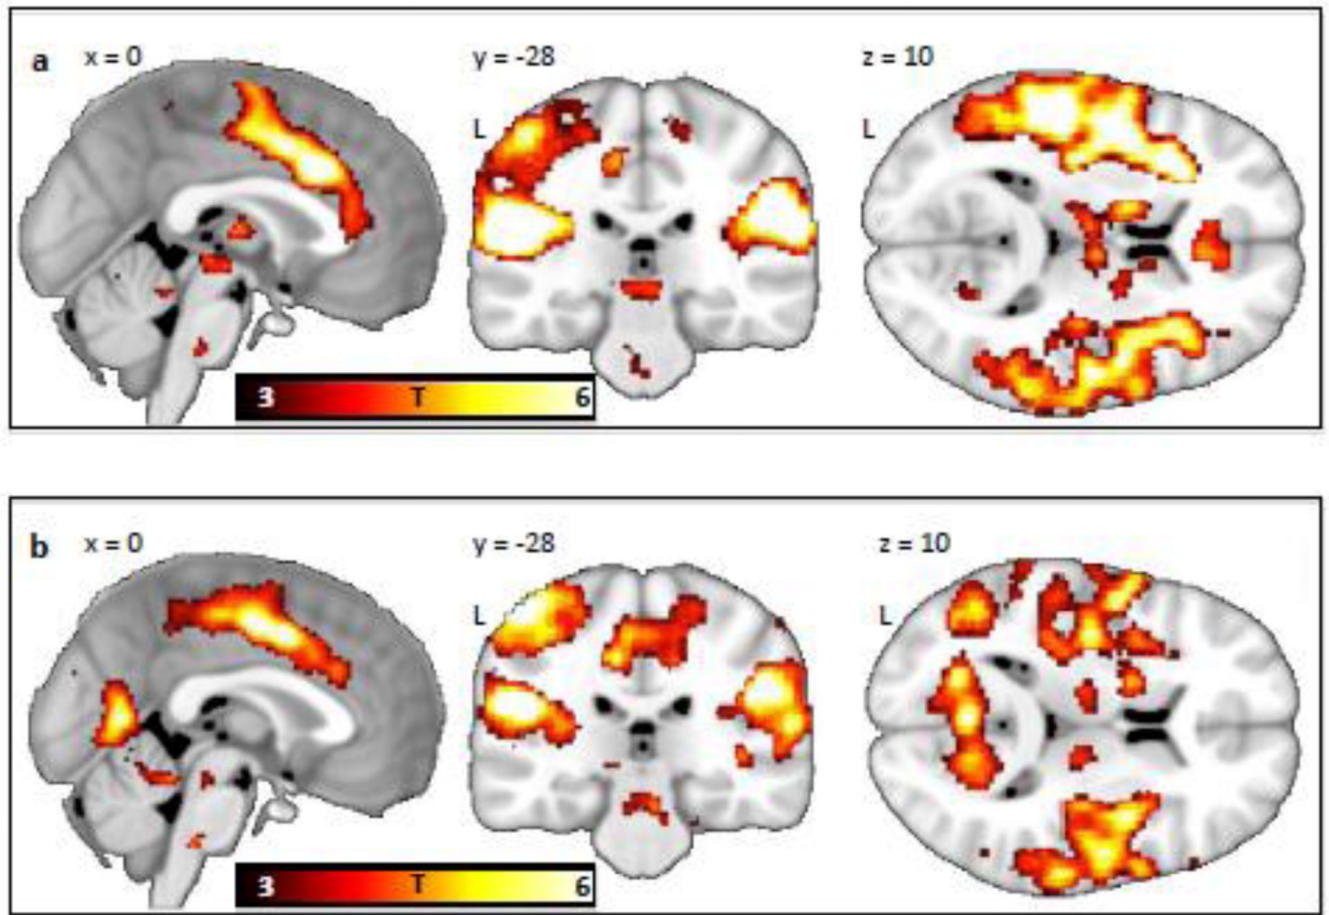 a x = 0 y = -28 z = 10
L L
3 T 6
b x = 0 y = -28 z = 10
L L
3 T 6